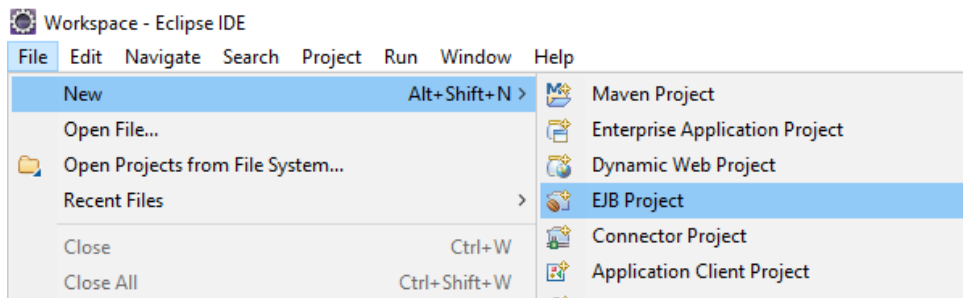 Workspace - Eclipse IDE
File Edit Navigate Search Project Run Window Help
New Alt+Shift+N >
Open File...
Open Projects from File System...
Recent Files >
Close Ctrl+W
Close All Ctrl+Shift+W
Maven Project
Enterprise Application Project
Dynamic Web Project
EJB Project
Connector Project
Application Client Project